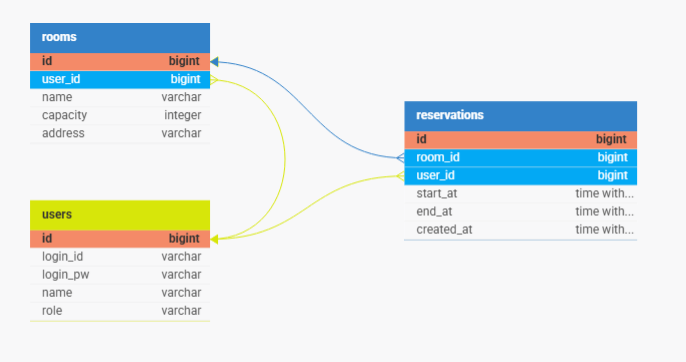 rooms
id bigint
user_id bigint
name varchar
capacity integer
address varchar
users
id bigint
login_id varchar
login_pw varchar
name varchar
role varchar
reservations
id bigint
room_id bigint
user_id bigint
start_at time with...
end_at time with...
created_at time with...